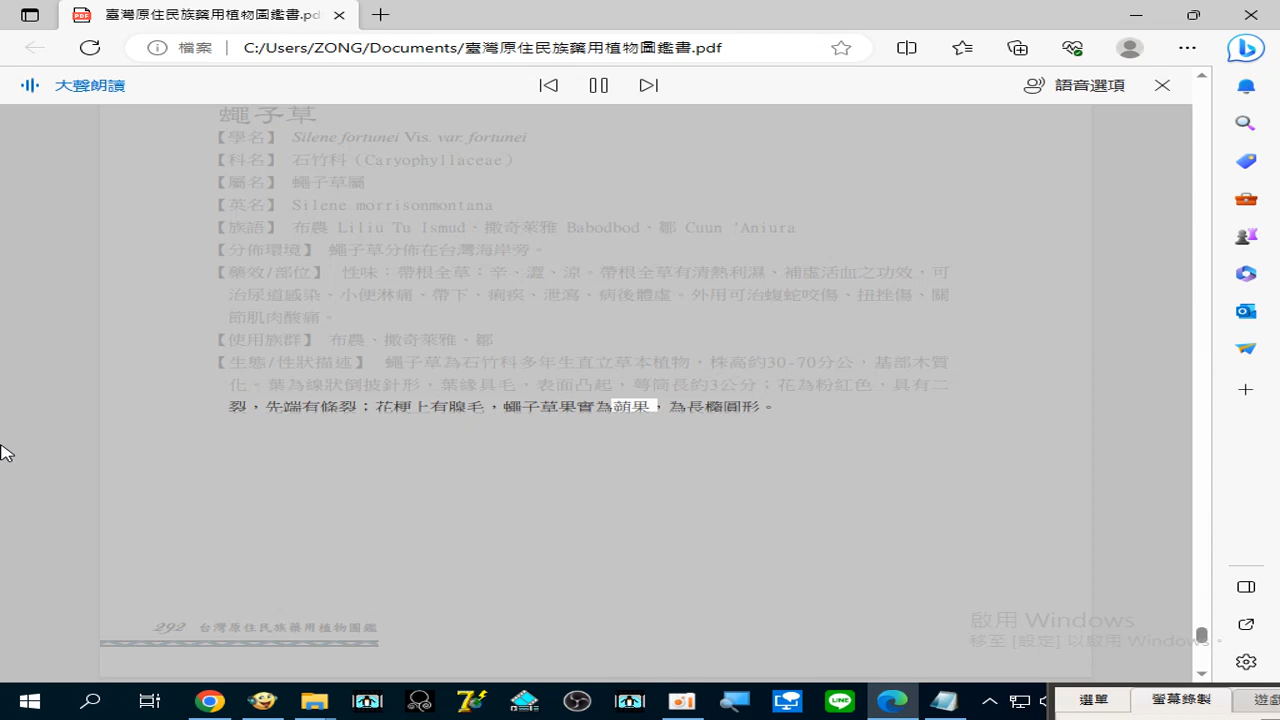 臺灣原住民族藥用植物圖鑑書.pd
檔案 C:/Users/ZONG/Documents/臺灣原住民族藥用植物圖鑑書.pdf
大聲朗讀 語音選項
蠅子草
【學名】 Silene fortunei Vis. var. fortunei
【科名】 石竹科（Caryophyllaceae）
【屬名】 蠅子草屬
【英名】 Silene morrisonmontana
【族語】 布農 Liliu Tu Ismud、撒奇萊雅 Babodbod、鄒 Cuun 'Aniura
【分佈環境】 蠅子草分佈在台灣海岸旁。
【藥效/部位】 性味：帶根全草：辛、澀、涼。帶根全草有清熱利濕、補虛活血之功效，可
治尿道感染、小便淋痛、帶下、痢疾、泄瀉、病後體虛。外用可治蝮蛇咬傷、扭挫傷、關
節肌肉酸痛。
【使用族群】 布農、撒奇萊雅、鄒
【生態/性狀描述】 蠅子草為石竹科多年生直立草本植物，株高約30-70分公，基部木質
化。葉為線狀倒披針形，葉緣具毛，表面凸起，萼筒長約3公分；花為粉紅色，具有二
裂，先端有條裂；花梗上有腺毛，蠅子草果實為蒴果，為長橢圓形。
292 台灣原住民族藥用植物圖鑑
啟用 Windows
移至 [設定] 以啟用 Windows。
選單 螢幕錄製 遊戲